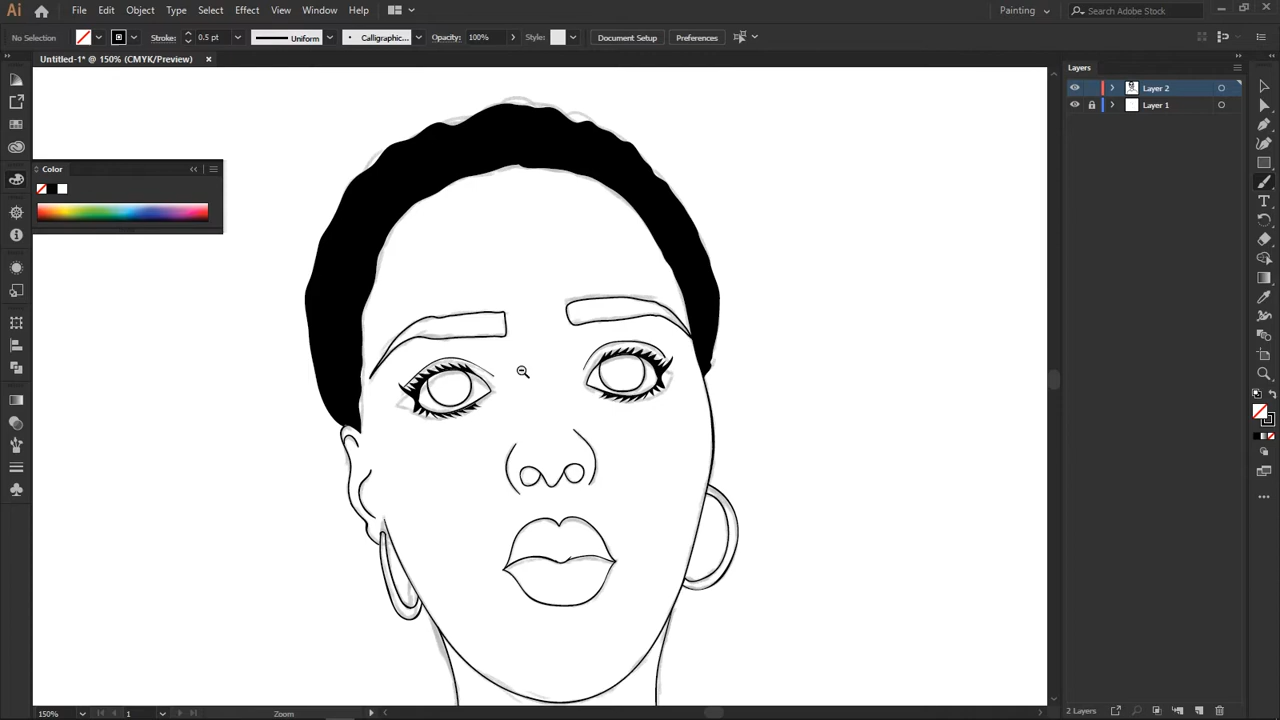 Ai File Edit Object Type Select Effect View Window Help Painting Search Adobe Stock
No Selection Stroke: 0.5 pt Uniform Calligraphic... Opacity: 100% Style: Document Setup Preferences
Untitled-1* @ 150% (CMYK/Preview)
Layers
Layer 2
Layer 1
Color
T
150% 1 Zoom 2 Layers